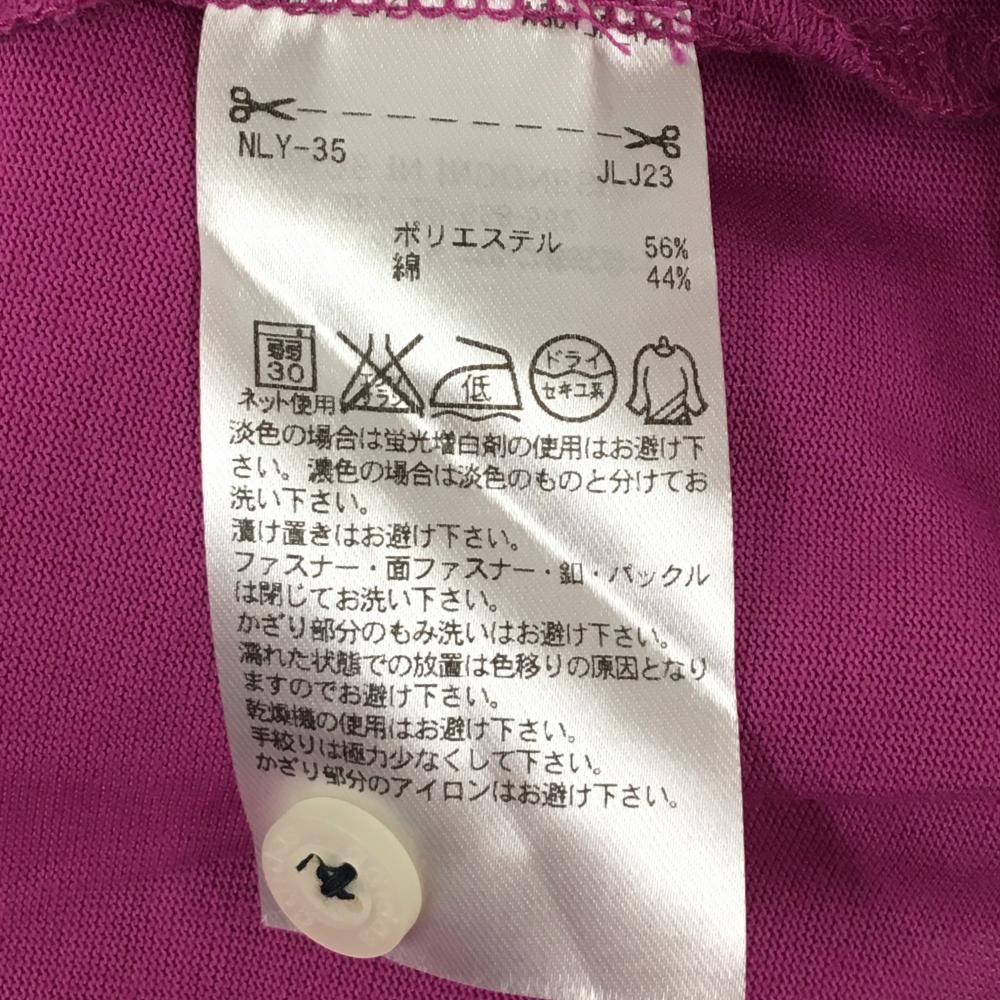 NLY-35 JLJ23
ポリエステル 56%
綿 44%
弱
30
ネット使用
エンソ
サラシ
低
ドライ
セキユ系
淡色の場合は蛍光増白剤の使用はお避け下
さい。濃色の場合は淡色のものと分けてお
洗い下さい。
漬け置きはお避け下さい。
ファスナー・面ファスナー・釦・バックル
は閉じてお洗い下さい。
かざり部分のもみ洗いはお避け下さい。
濡れた状態での放置は色移りの原因となり
ますのでお避け下さい。
乾燥機の使用はお避け下さい。
手絞りは極力少なくして下さい。
かざり部分のアイロンはお避け下さい。